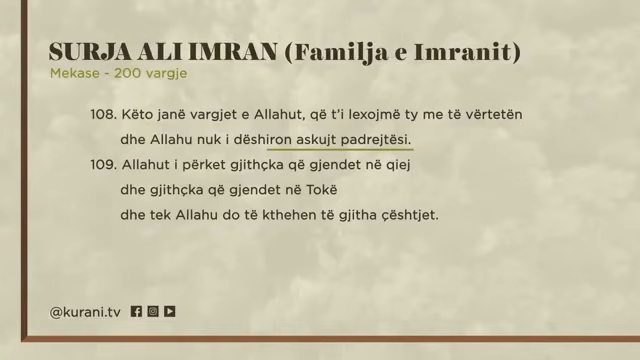 SURJA ALI IMRAN (Familja e Imranit)
Mekase - 200 vargje
108. Këto janë vargjet e Allahut, që t'i lexojmë ty me të vërtetën
dhe Allahu nuk i dëshiron askujt padrejtësi.
109. Allahut i përket gjithçka që gjendet në qiej
dhe gjithçka që gjendet në Tokë
dhe tek Allahu do të kthehen të gjitha çështjet.
@kurani.tv